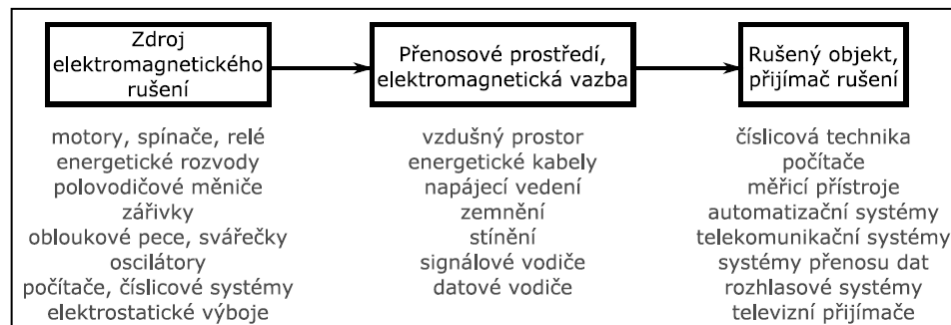 Zdroj
elektromagnetického
rušení
Přenosové prostředí,
elektromagnetická vazba
Rušený objekt,
přijímač rušení
motory, spínače, relé
energetické rozvody
polovodičové měniče
zářivky
obloukové pece, svářečky
oscilátory
počítače, číslicové systémy
elektrostatické výboje
vzdušný prostor
energetické kabely
napájecí vedení
zemnění
stínění
signálové vodiče
datové vodiče
číslicová technika
počítače
měřicí přístroje
automatizační systémy
telekomunikační systémy
systémy přenosu dat
rozhlasové systémy
televizní přijímače